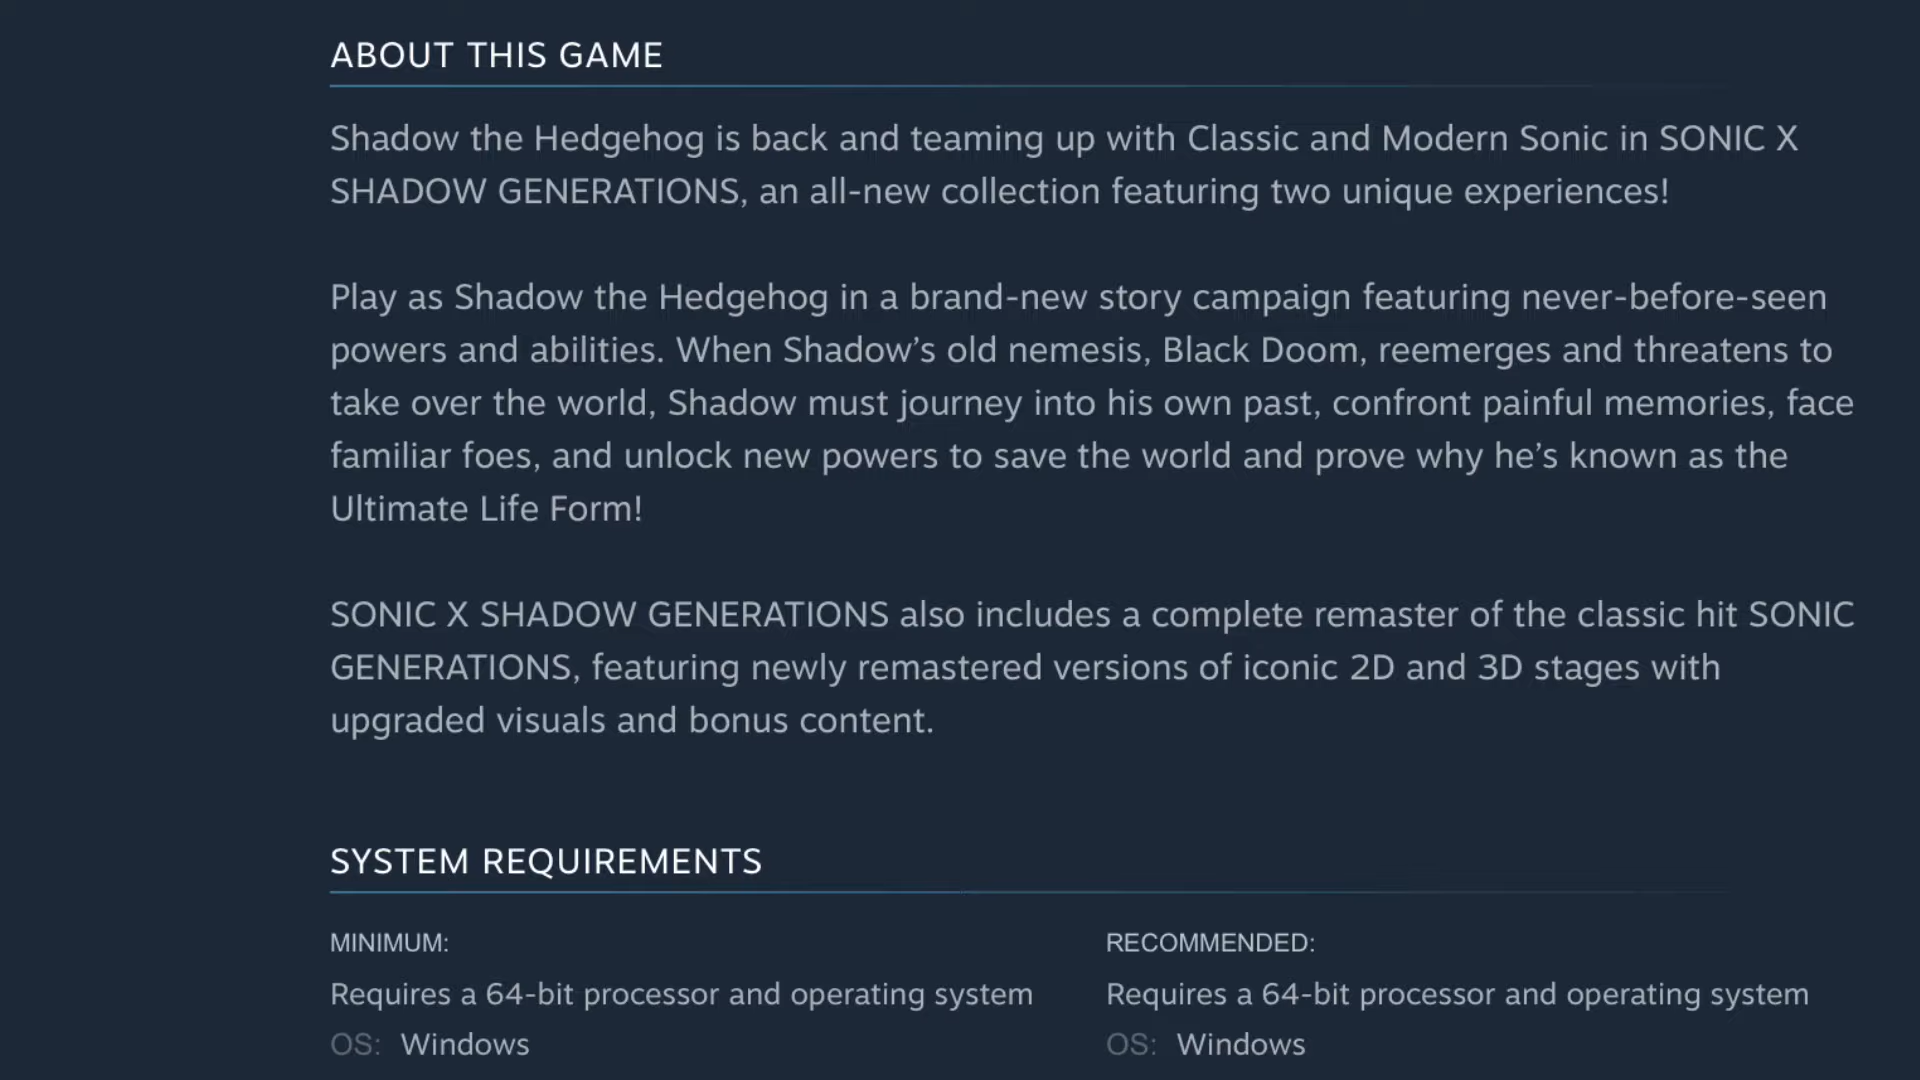 ABOUT THIS GAME
Shadow the Hedgehog is back and teaming up with Classic and Modern Sonic in SONIC X
SHADOW GENERATIONS, an all-new collection featuring two unique experiences!
Play as Shadow the Hedgehog in a brand-new story campaign featuring never-before-seen
powers and abilities. When Shadow’s old nemesis, Black Doom, reemerges and threatens to
take over the world, Shadow must journey into his own past, confront painful memories, face
familiar foes, and unlock new powers to save the world and prove why he’s known as the
Ultimate Life Form!
SONIC X SHADOW GENERATIONS also includes a complete remaster of the classic hit SONIC
GENERATIONS, featuring newly remastered versions of iconic 2D and 3D stages with
upgraded visuals and bonus content.
SYSTEM REQUIREMENTS
MINIMUM:
Requires a 64-bit processor and operating system
OS: Windows
RECOMMENDED:
Requires a 64-bit processor and operating system
OS: Windows